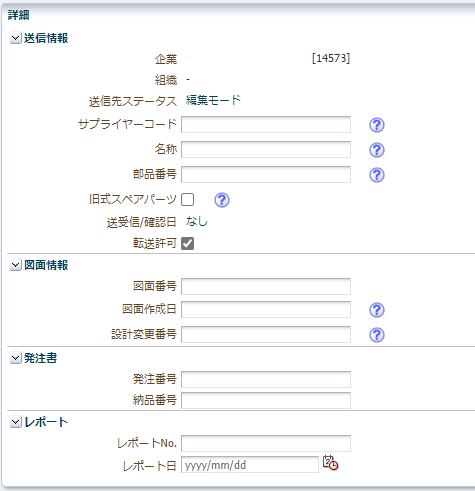 詳細
送信情報
企業 [14573]
組織 -
送信先ステータス 編集モード
サプライヤーコード
名称
部品番号
旧式スペアパーツ
送受信/確認日 なし
転送許可
図面情報
図面番号
図面作成日
設計変更番号
発注書
発注番号
納品番号
レポート
レポートNo.
レポート日 yyyy/mm/dd